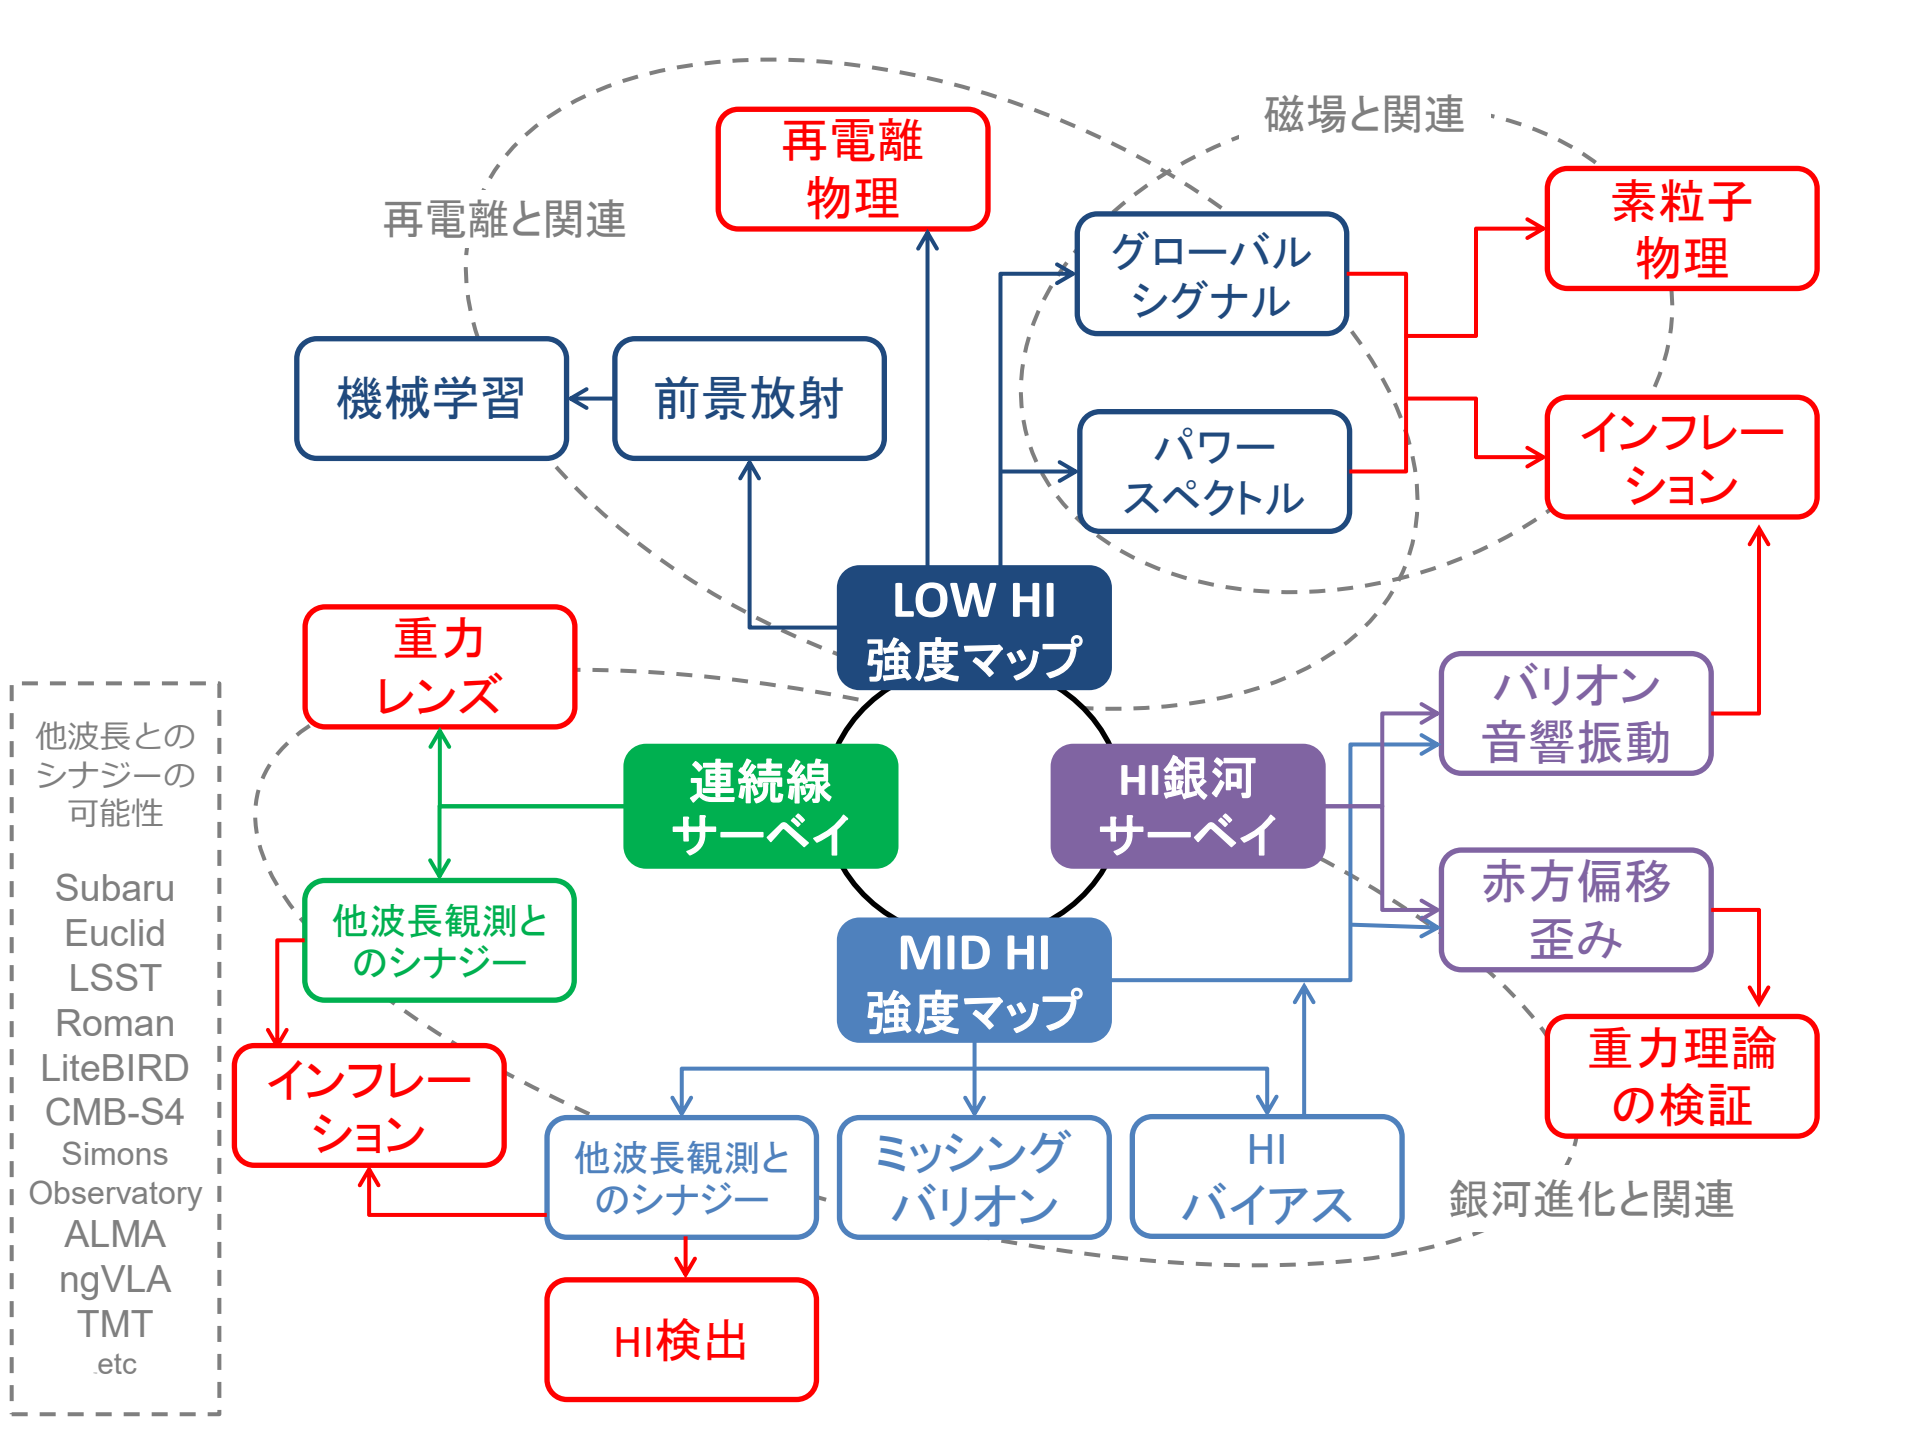 磁場と関連
再電離
物理
再電離と関連
素粒子
物理
グローバル
シグナル
機械学習
前景放射
パワー
スペクトル
インフレー
ション
LOW HI
強度マップ
重力
レンズ
バリオン
音響振動
連続線
サーベイ
HI銀河
サーベイ
他波長との
シナジーの
可能性
Subaru
Euclid
LSST
Roman
LiteBIRD
CMB-S4
Simons
Observatory
ALMA
ngVLA
TMT
.etc
他波長観測と
のシナジー
赤方偏移
歪み
MID HI
強度マップ
インフレー
ション
重力理論
の検証
他波長観測と
のシナジー
ミッシング
バリオン
HI
バイアス
銀河進化と関連
HI検出